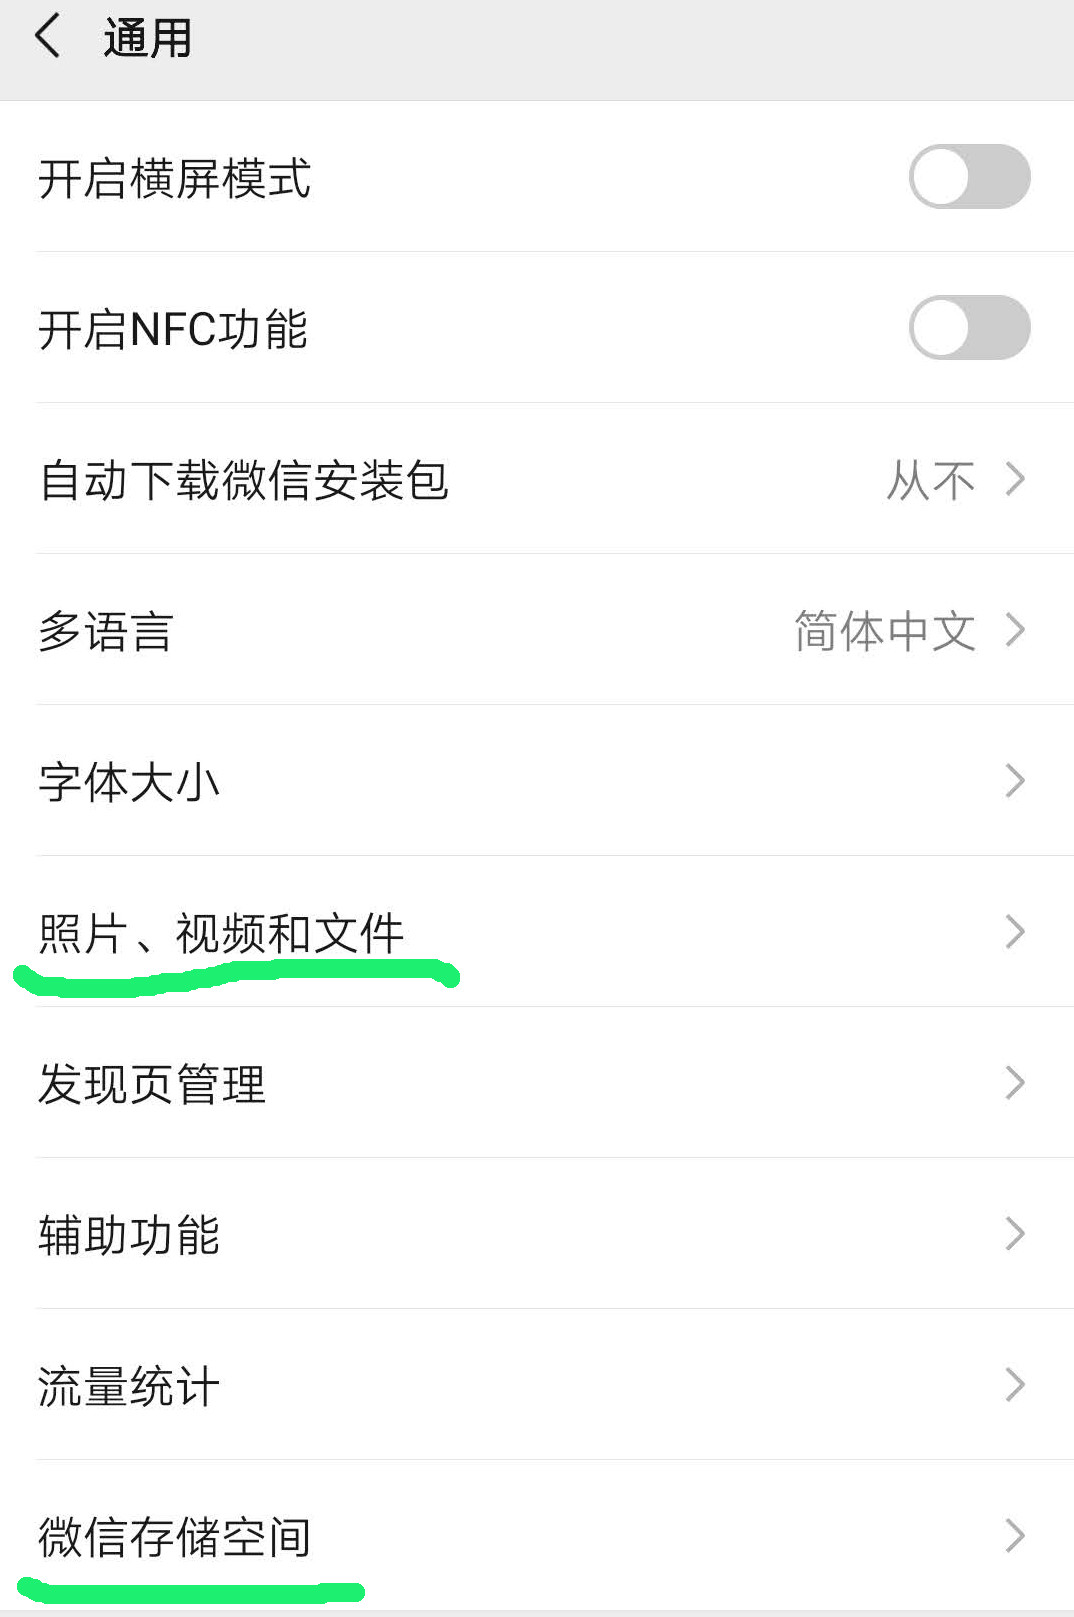 通用
开启横屏模式
开启NFC功能
自动下载微信安装包 从不
多语言 简体中文
字体大小
照片、视频和文件
发现页管理
辅助功能
流量统计
微信存储空间